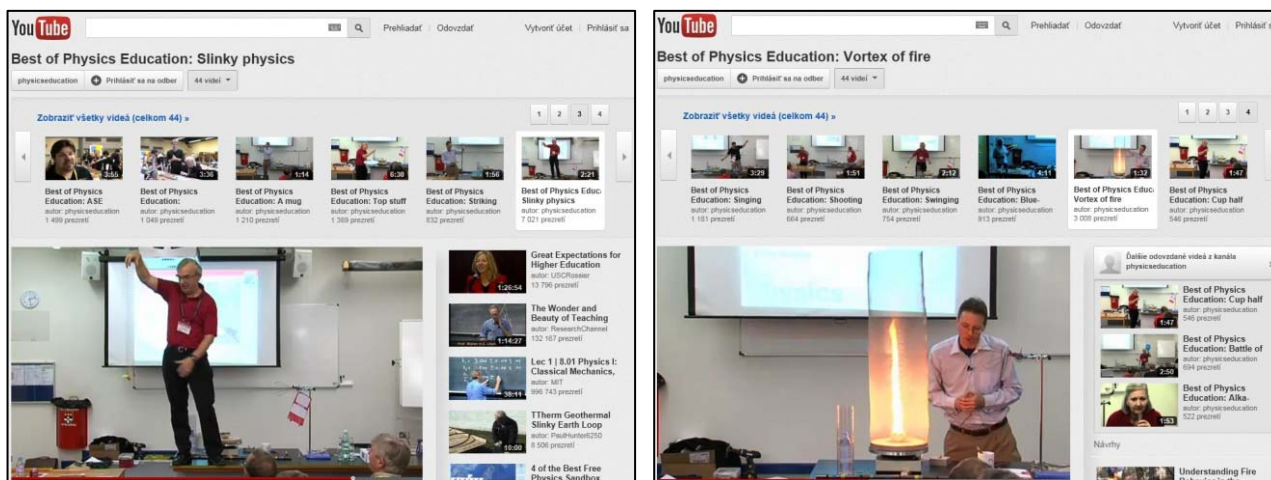 YouTube
Prehliadať
Odovzdať
Vytvoriť účet
Prihlásiť sa
Best of Physics Education: Slinky physics
physicseducation
Prihlásiť sa na odber
44 videí
Zobraziť všetky videá (celkom 44) »
1 2 3 4
3:55
Best of Physics
Education: ASE
autor: physicseducation
1 499 prezretí
3:36
Best of Physics
Education:
autor: physicseducation
1 049 prezretí
1:14
Best of Physics
Education: A mug
autor: physicseducation
1 210 prezretí
6:38
Best of Physics
Education: Top stuff
autor: physicseducation
1 369 prezretí
1:56
Best of Physics
Education: Striking
autor: physicseducation
832 prezretí
2:21
Best of Physics Educ
Slinky physics
autor: physicseducation
7 021 prezretí
1:26:54
Great Expectations for
Higher Education
autor: USCRossier
13 796 prezretí
1:14:27
The Wonder and
Beauty of Teaching
autor: ResearchChannel
132 167 prezretí
38:11
Lec 1 | 8.01 Physics I:
Classical Mechanics,
autor: MIT
996 743 prezretí
10:00
TTherm Geothermal
Slinky Earth Loop
autor: PaulHunter6250
8 506 prezretí
4 of the Best Free
Physics Sandbox
YouTube
Prehliadať
Odovzdať
Vytvoriť účet
Prihlásiť s
Best of Physics Education: Vortex of fire
physicseducation
Prihlásiť sa na odber
44 videí
Zobraziť všetky videá (celkom 44) »
1 2 3 4
3:29
Best of Physics
Education: Singing
autor: physicseducation
1 181 prezretí
1:51
Best of Physics
Education: Shooting
autor: physicseducation
664 prezretí
2:12
Best of Physics
Education: Swinging
autor: physicseducation
754 prezretí
4:11
Best of Physics
Education: Blue-
autor: physicseducation
913 prezretí
1:32
Best of Physics Educ
Vortex of fire
autor: physicseducation
3 008 prezretí
1:47
Best of Physics
Education: Cup half
autor: physicseducation
546 prezretí
Ďalšie odovzdané videá z kanála
physicseducation
1:47
Best of Physics
Education: Cup half
autor: physicseducation
546 prezretí
2:50
Best of Physics
Education: Battle of
autor: physicseducation
694 prezretí
1:53
Best of Physics
Education: Alka-
autor: physicseducation
522 prezretí
Návrhy
Understanding Fire